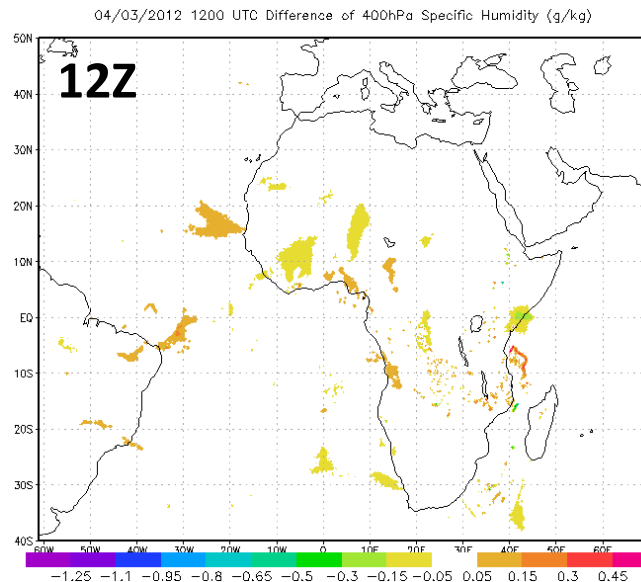 04/03/2012 1200 UTC Difference of 400hPa Specific Humidity (g/kg)
50N
12Z
40N
30N
20N
10N
EQ
10S
20S
30S
40S
60W 50W 40W 30W 20W 10W 0 10E 20E 30E 40E 50E 60E
-1.25 -1.1 -0.95 -0.8 -0.65 -0.5 -0.3 -0.15 -0.05 0.05 0.15 0.3 0.45